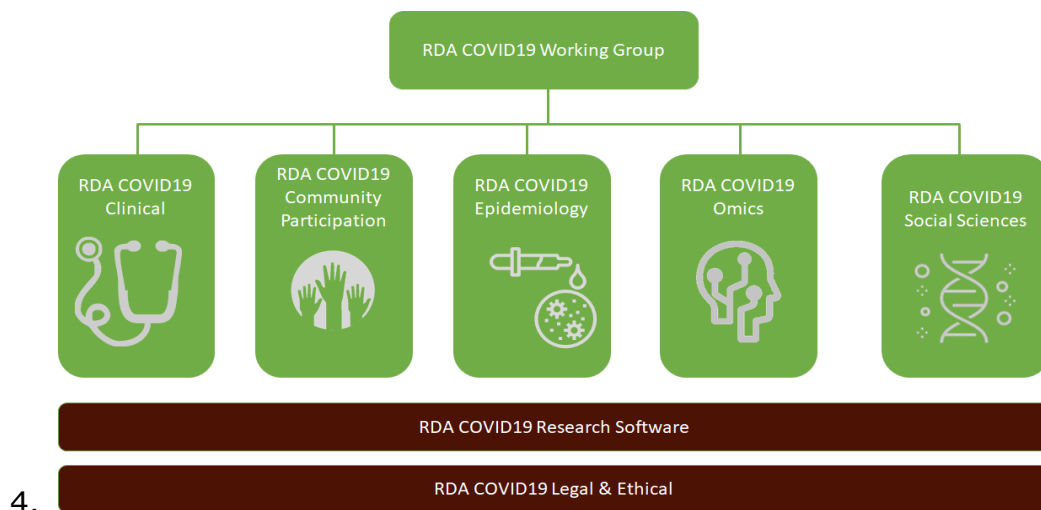 RDA COVID19 Working Group
RDA COVID19
Clinical
RDA COVID19
Community
Participation
RDA COVID19
Epidemiology
RDA COVID19
Omics
RDA COVID19
Social Sciences
RDA COVID19 Research Software
RDA COVID19 Legal & Ethical
4.